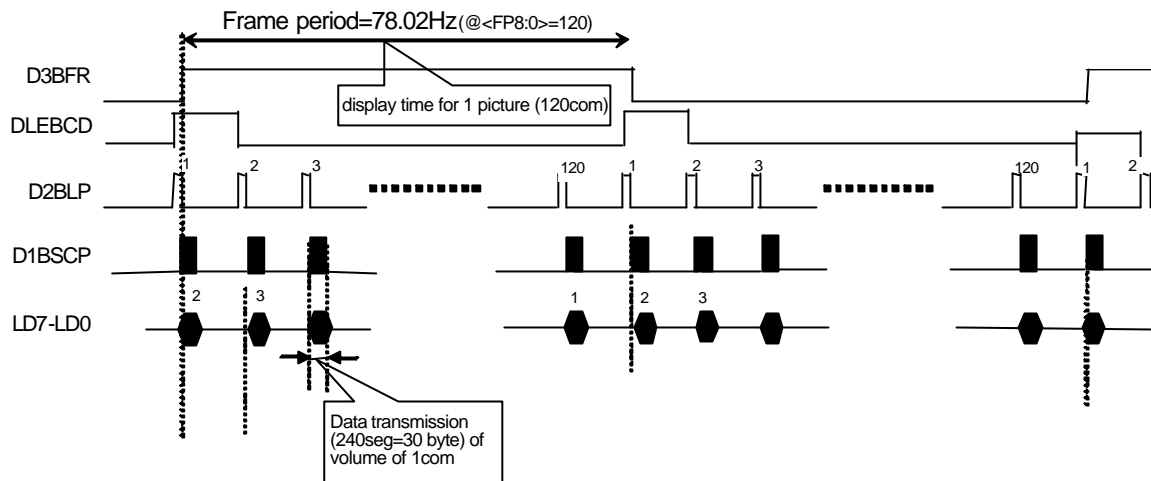 Frame period=78.02Hz(@<FP8:0>=120)
D3BFR
display time for 1 picture (120com)
DLEBCD
D2BLP
1 2 3 120 1 2 3 120 1 2
D1BSCP
LD7-LD0
2 3 1 2 3
Data transmission
(240seg=30 byte) of
volume of 1com